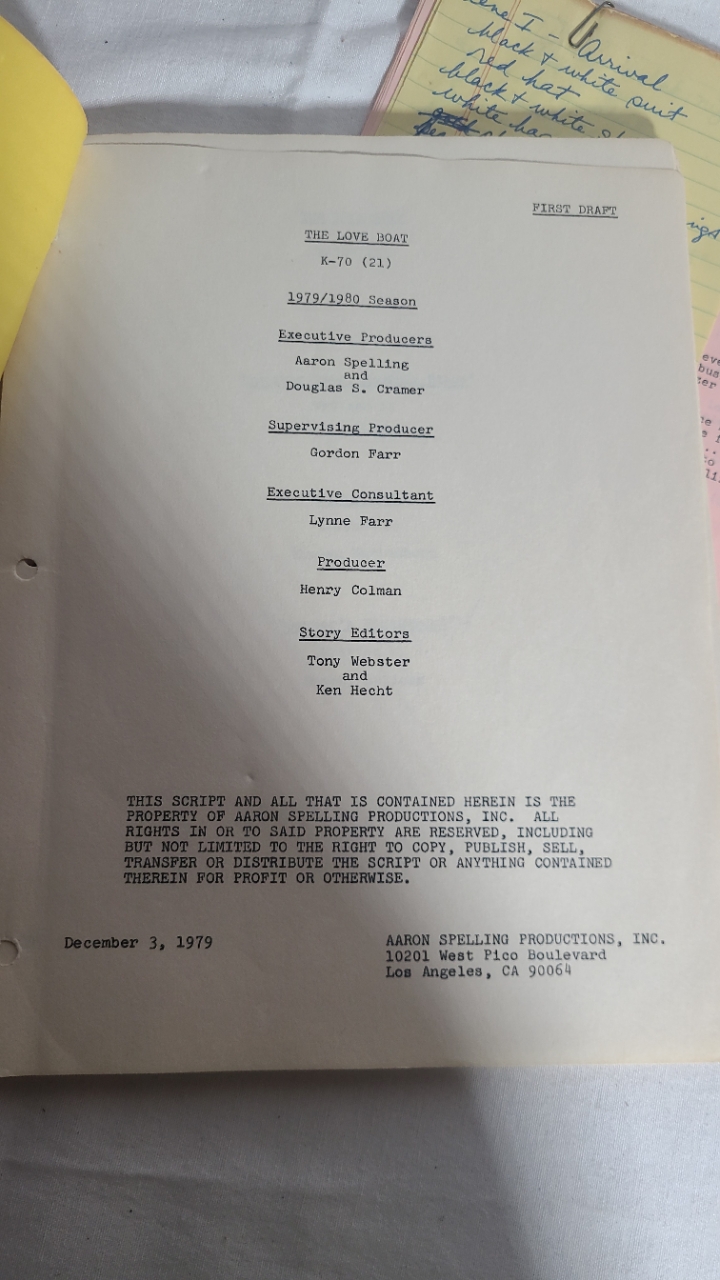 FIRST DRAFT
THE LOVE BOAT
K-70 (21)
1979/1980 Season
Executive Producers
Aaron Spelling
and
Douglas S. Cramer
Supervising Producer
Gordon Farr
Executive Consultant
Lynne Farr
Producer
Henry Colman
Story Editors
Tony Webster
and
Ken Hecht
THIS SCRIPT AND ALL THAT IS CONTAINED HEREIN IS THE
PROPERTY OF AARON SPELLING PRODUCTIONS, INC.  ALL
RIGHTS IN OR TO SAID PROPERTY ARE RESERVED, INCLUDING
BUT NOT LIMITED TO THE RIGHT TO COPY, PUBLISH, SELL,
TRANSFER OR DISTRIBUTE THE SCRIPT OR ANYTHING CONTAINED
THEREIN FOR PROFIT OR OTHERWISE.
December 3, 1979
AARON SPELLING PRODUCTIONS, INC.
10201 West Pico Boulevard
Los Angeles, CA 90064
I - Arrival
black + white suit
red hat
black + white
white